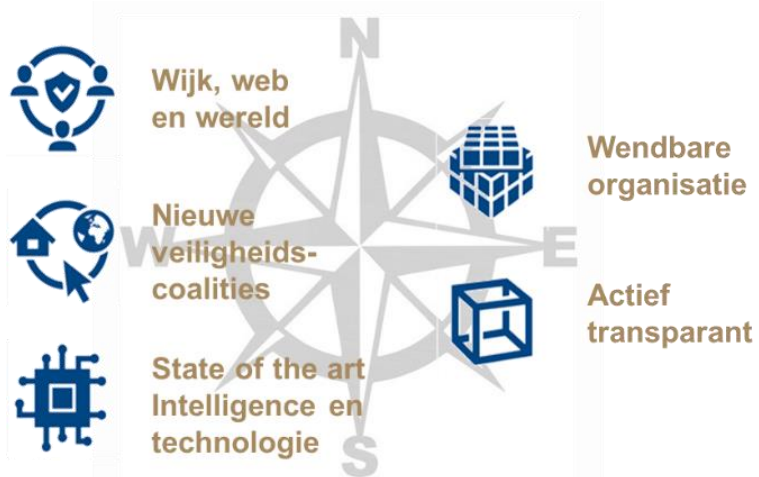 N
Wijk, web
en wereld
Wendbare
organisatie
Nieuwe
veiligheids-
coalities
W
E
Actief
transparant
State of the art
Intelligence en
technologie
S